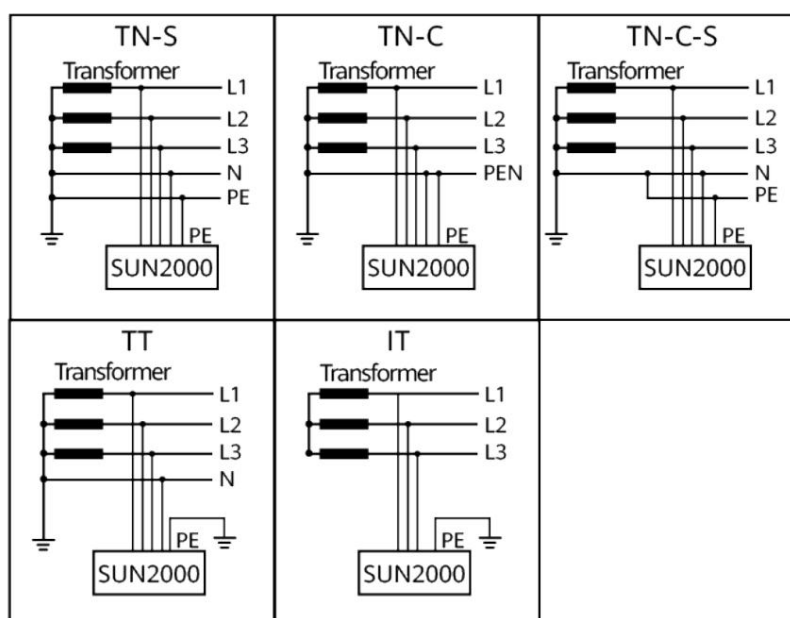 TN-S
Transformer
L1
L2
L3
N
PE
PE
SUN2000
TN-C
Transformer
L1
L2
L3
PEN
PE
SUN2000
TN-C-S
Transformer
L1
L2
L3
N
PE
PE
SUN2000
TT
Transformer
L1
L2
L3
N
PE
SUN2000
IT
Transformer
L1
L2
L3
PE
SUN2000